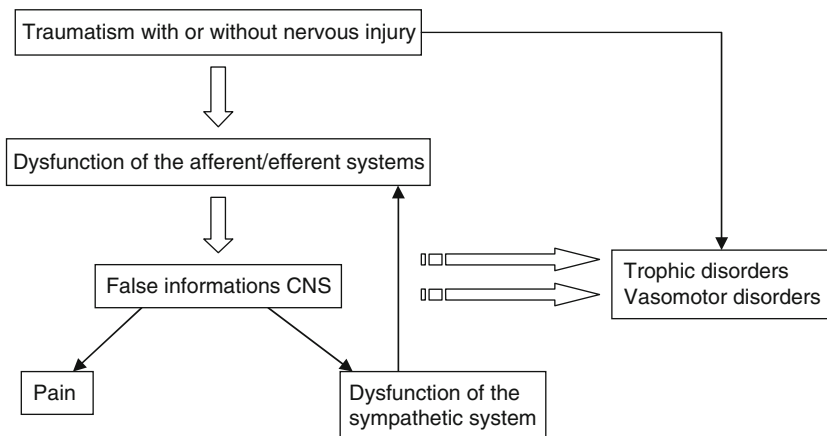 Traumatism with or without nervous injury
Dysfunction of the afferent/efferent systems
False informations CNS
Trophic disorders
Vasomotor disorders
Pain
Dysfunction of the
sympathetic system